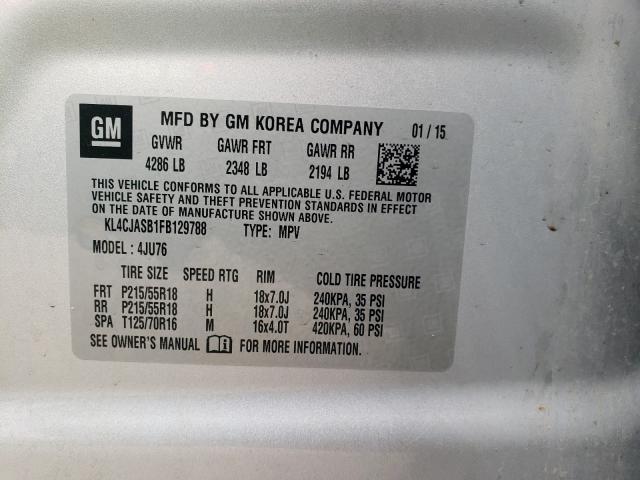 GM
MFD BY GM KOREA COMPANY 01 / 15
GVWR GAWR FRT GAWR RR
4286 LB 2348 LB 2194 LB
THIS VEHICLE CONFORMS TO ALL APPLICABLE U.S. FEDERAL MOTOR
VEHICLE SAFETY AND THEFT PREVENTION STANDARDS IN EFFECT
ON THE DATE OF MANUFACTURE SHOWN ABOVE.
KL4CJASB1FB129788 TYPE: MPV
MODEL : 4JU76
TIRE SIZE SPEED RTG RIM COLD TIRE PRESSURE
FRT P215/55R18 H 18x7.0J 240KPA, 35 PSI
RR P215/55R18 H 18x7.0J 240KPA, 35 PSI
SPA T125/70R16 M 16x4.0T 420KPA, 60 PSI
SEE OWNER'S MANUAL FOR MORE INFORMATION.